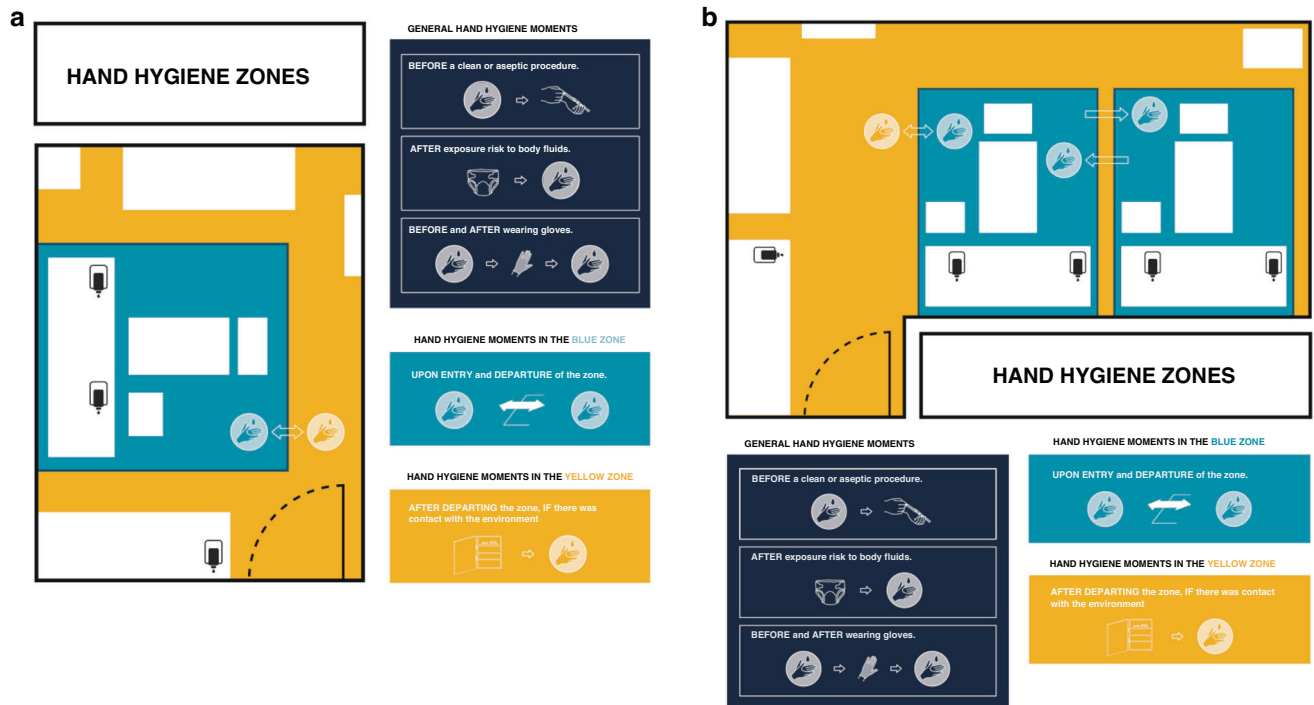 a
HAND HYGIENE ZONES
GENERAL HAND HYGIENE MOMENTS
BEFORE a clean or aseptic procedure.
AFTER exposure risk to body fluids.
BEFORE and AFTER wearing gloves.
HAND HYGIENE MOMENTS IN THE BLUE ZONE
UPON ENTRY and DEPARTURE of the zone.
HAND HYGIENE MOMENTS IN THE YELLOW ZONE
AFTER DEPARTING the zone, IF there was
contact with the environment
b
HAND HYGIENE ZONES
GENERAL HAND HYGIENE MOMENTS
BEFORE a clean or aseptic procedure.
AFTER exposure risk to body fluids.
BEFORE and AFTER wearing gloves.
HAND HYGIENE MOMENTS IN THE BLUE ZONE
UPON ENTRY and DEPARTURE of the zone.
HAND HYGIENE MOMENTS IN THE YELLOW ZONE
AFTER DEPARTING the zone, IF there was contact
with the environment